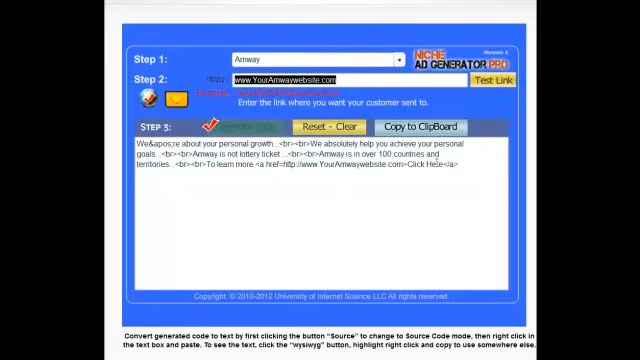 Step 1:
Amway
NICHE
Version 2
AD GENERATOR PRO
Step 2:
http://
www.YourAmwaywebsite.com
Test Link
Example:
Enter the link where you want your customer sent to.
STEP 3:
Reset - Clear
Copy to ClipBoard
We&apos;re about your personal growth...<br><br>We absolutely help you achieve your personal
goals...<br><br>Amway is not lottery ticket ...<br><br>Amway is in over 100 countries and
territories...<br><br>To learn more <a href=http://www.YourAmwaywebsite.com>Click Here</a>
Copyright. © 2010-2012 University of Internet Science LLC All rights reserved.
Convert generated code to text by first clicking the button "Source" to change to Source Code mode, then right click in
the text box and paste. To see the text, click the "wysiwyg" button, highlight right click and copy to use somewhere else.